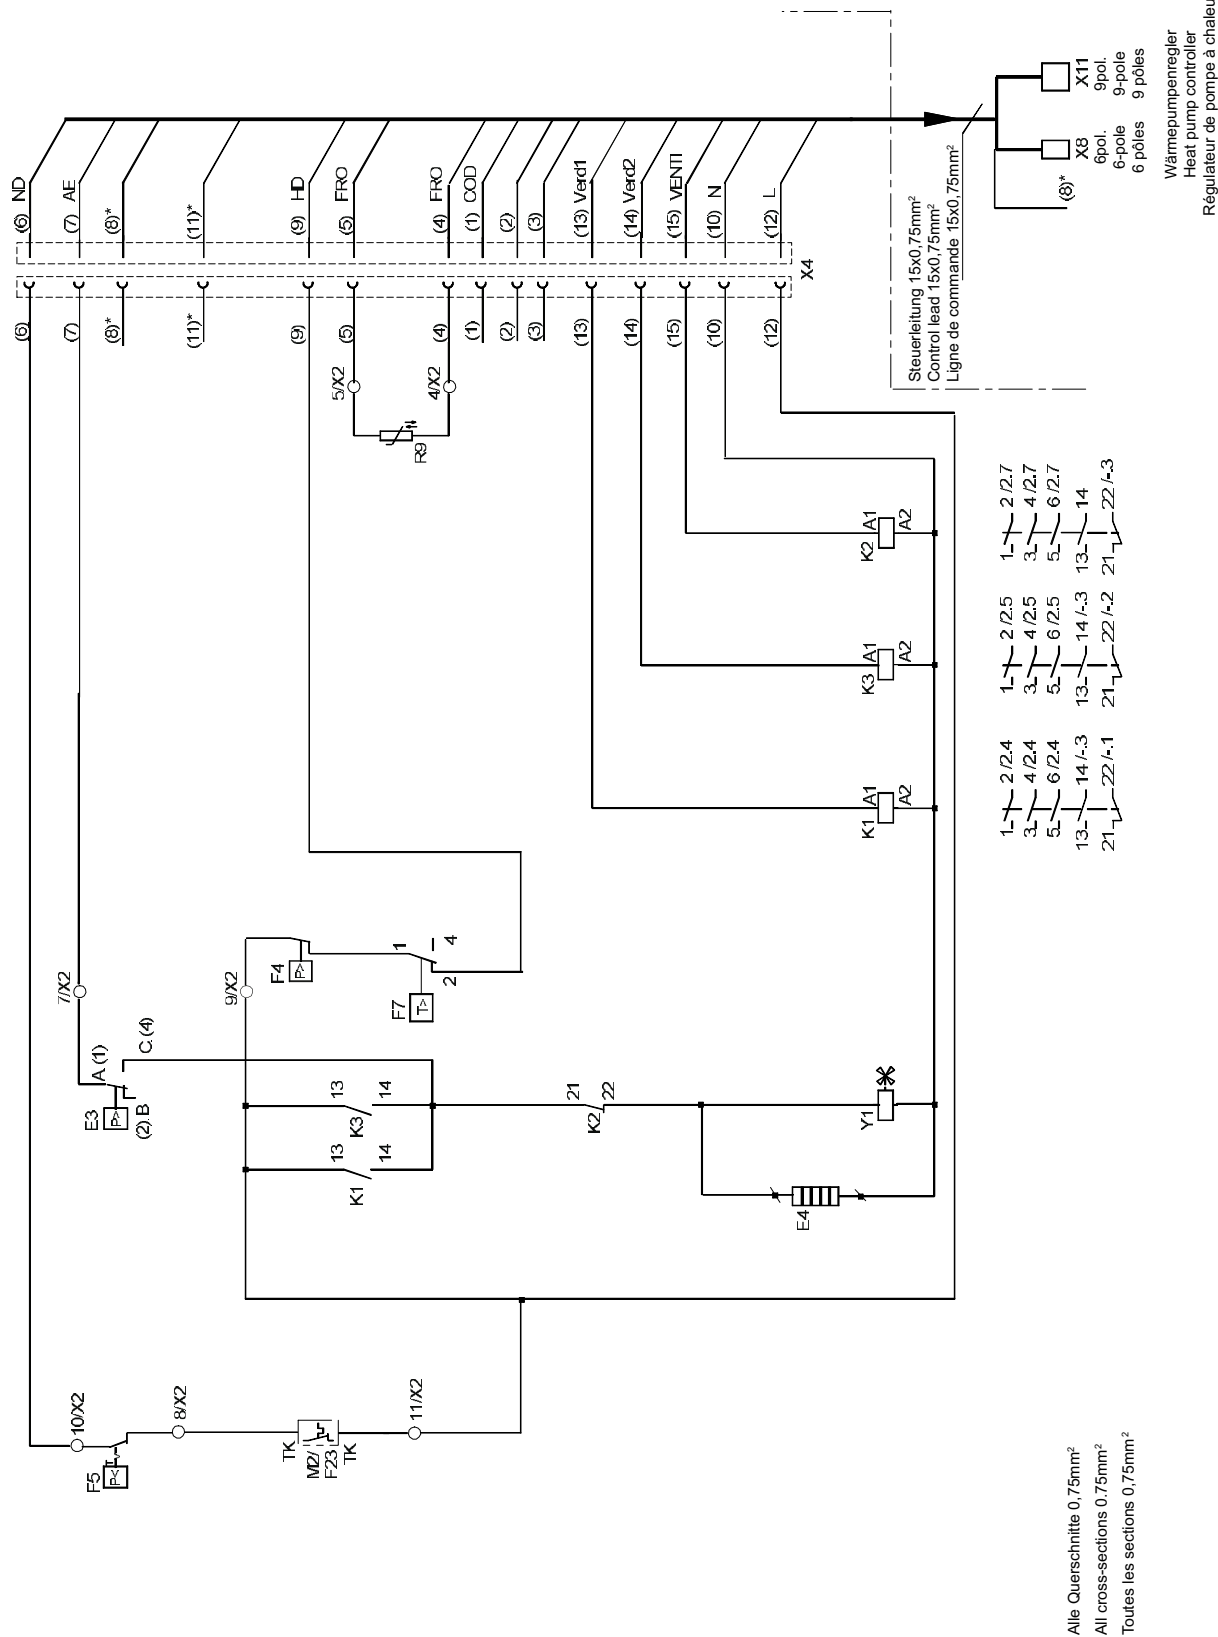 (6) ND
(7) AE
(8)*
(11)*
(9) HD
(5) FRO
(4) FRO
(1) COD
(2)
(3)
(13) Verd1
(14) Verd2
(15) VENTI
(10) N
(12) L
X4
(6)
(7)
(8)*
(11)*
(9)
(5)
(4)
(1)
(2)
(3)
(13)
(14)
(15)
(10)
(12)
5/X2
4/X2
R9
X11
9pol.
9-pole
9 pôles
X8
6pol.
6-pole
6 pôles
(8)*
Wärmepumpenregler
Heat pump controller
Régulateur de pompe à chaleu
Steuerleitung 15x0,75mm²
Control lead 15x0,75mm²
Ligne de commande 15x0,75mm²
K2 A1
A2
K3 A1
A2
K1 A1
A2
1 2 /2.7
3 4 /2.7
5 6 /2.7
13 14
21 22 /-.3
1 2 /2.5
3 4 /2.5
5 6 /2.5
13 14 /-.3
21 22 /-.2
1 2 /2.4
3 4 /2.4
5 6 /2.4
13 14 /-.3
21 22 /-.1
7/X2
9/X2
F4
P>
F7
T>
1
2
4
E3
P>
A (1)
(2) B
C (4)
K3
13
14
K1
13
14
K2
21
22
Y1
E4
10/X2
F5
P<
8/X2
TK
M2/
F23
TK
11/X2
Alle Querschnitte 0,75mm²
All cross-sections 0.75mm²
Toutes les sections 0,75mm²